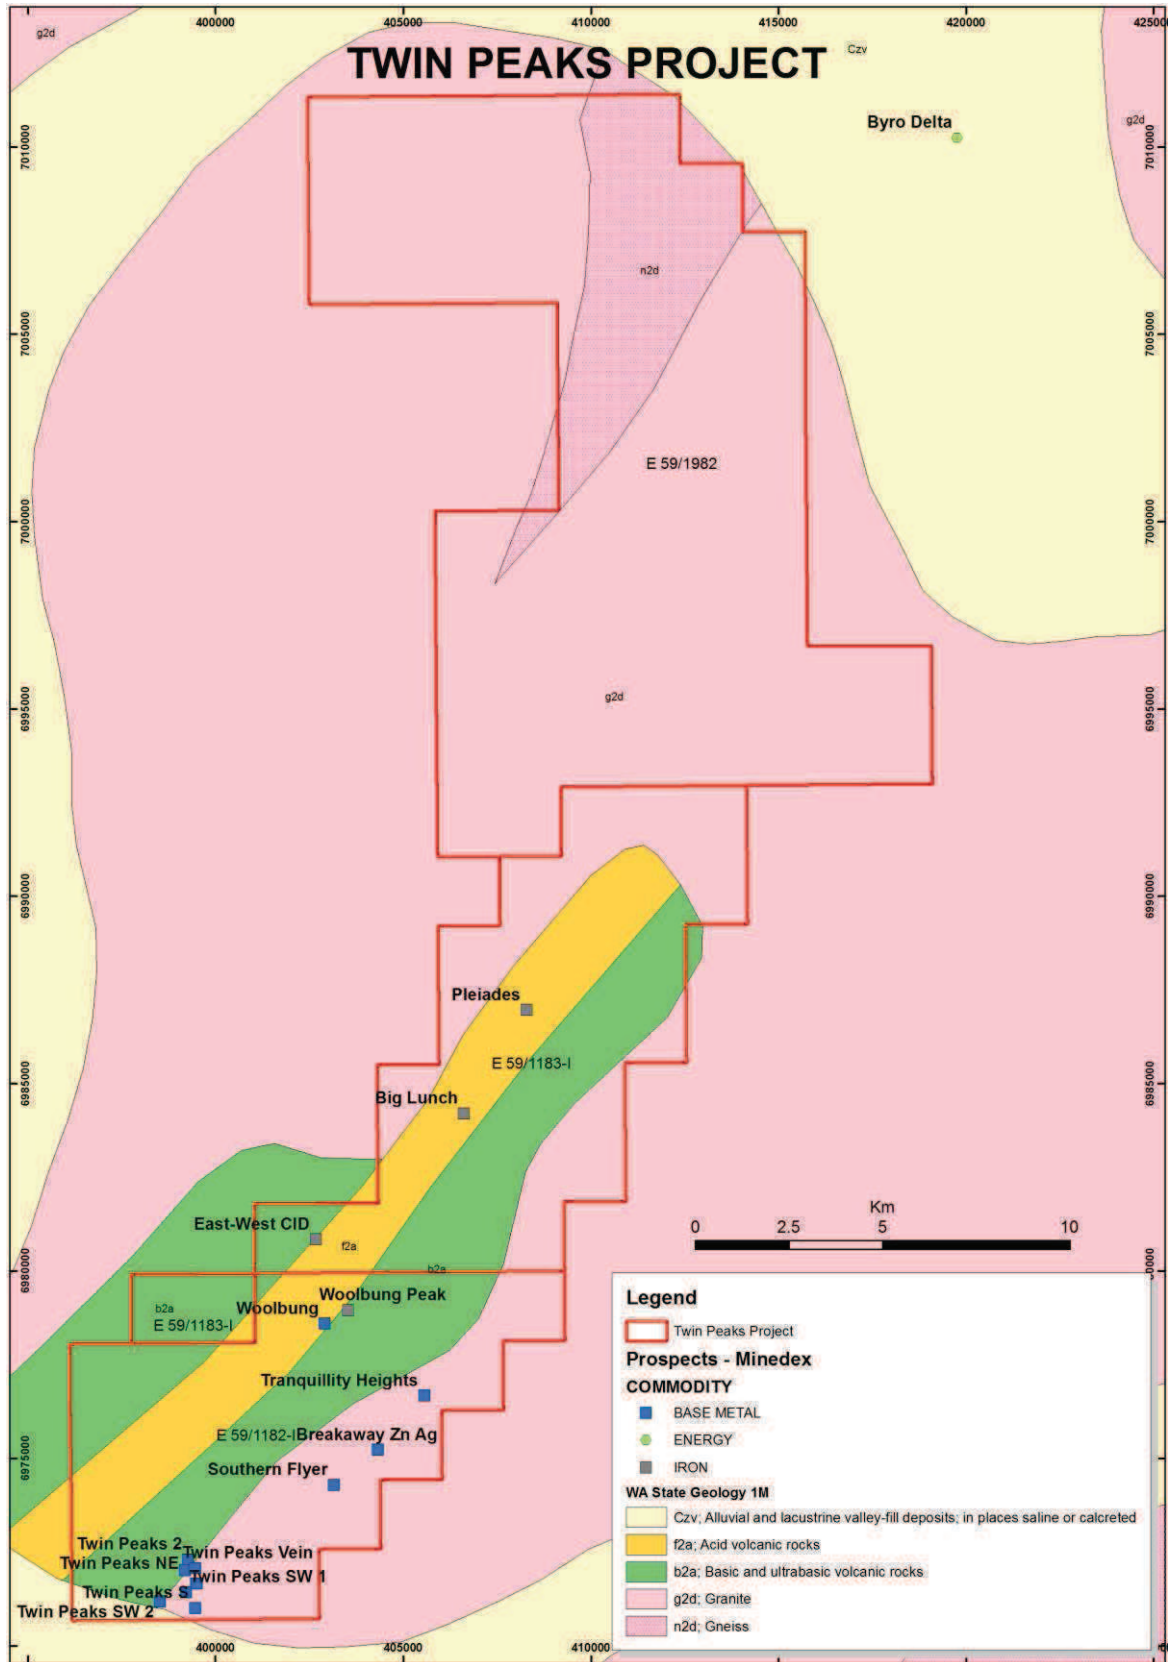 400000 405000 410000 415000 420000 425000
g2d
TWIN PEAKS PROJECT
Czv
Byro Delta
g2d
7010000
7010000
n2d
7005000
7005000
E 59/1982
7000000
7000000
g2d
6995000
6995000
6990000
6990000
Pleiades
E 59/1183-I
6985000
6985000
Big Lunch
East-West CID
f2a
Km
0 2.5 5 10
6980000
b2a
Woolbung Peak
b2a
Woolbung
E 59/1183-I
Tranquillity Heights
E 59/1182-I
Breakaway Zn Ag
6975000
Southern Flyer
Twin Peaks 2
Twin Peaks Vein
Twin Peaks NE
Twin Peaks SW 1
Twin Peaks S
Twin Peaks SW 2
Legend
Twin Peaks Project
Prospects - Minedex
COMMODITY
BASE METAL
ENERGY
IRON
WA State Geology 1M
Czv; Alluvial and lacustrine valley-fill deposits; in places saline or calcreted
f2a; Acid volcanic rocks
b2a; Basic and ultrabasic volcanic rocks
g2d; Granite
n2d; Gneiss
400000 405000 410000